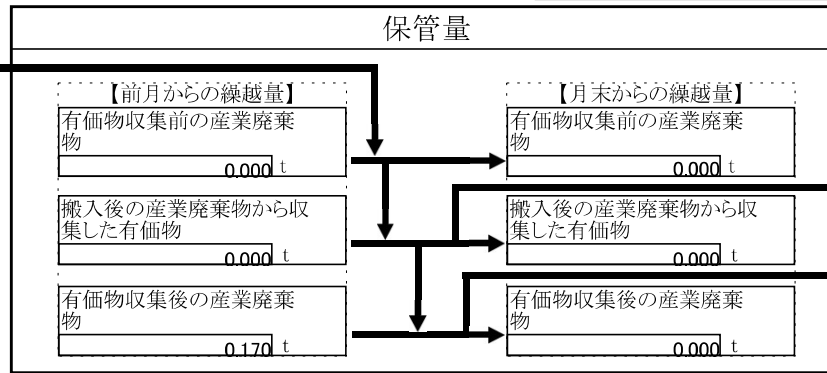 保管量
【前月からの繰越量】
有価物収集前の産業廃棄
物
0.000 t
搬入後の産業廃棄物から収
集した有価物
0.000 t
有価物収集後の産業廃棄
物
0.170 t
【月末からの繰越量】
有価物収集前の産業廃棄
物
0.000 t
搬入後の産業廃棄物から収
集した有価物
0.000 t
有価物収集後の産業廃棄
物
0.000 t